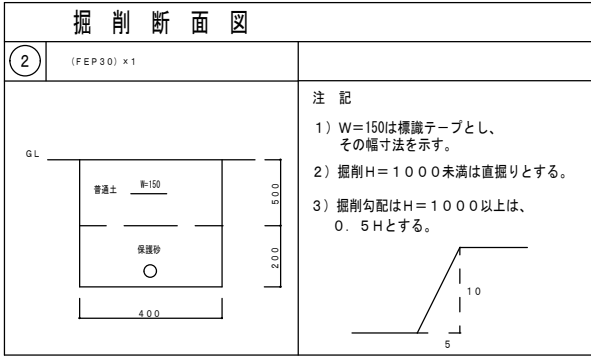 掘削断面図
2 (FEP30)×1
GL
普通土 W=150
500
保護砂
200
400
注記
1)W=150は標識テープとし、
その幅寸法を示す。
2)掘削H=1000未満は直掘りとする。
3)掘削勾配はH=1000以上は、
0.5Hとする。
10
5